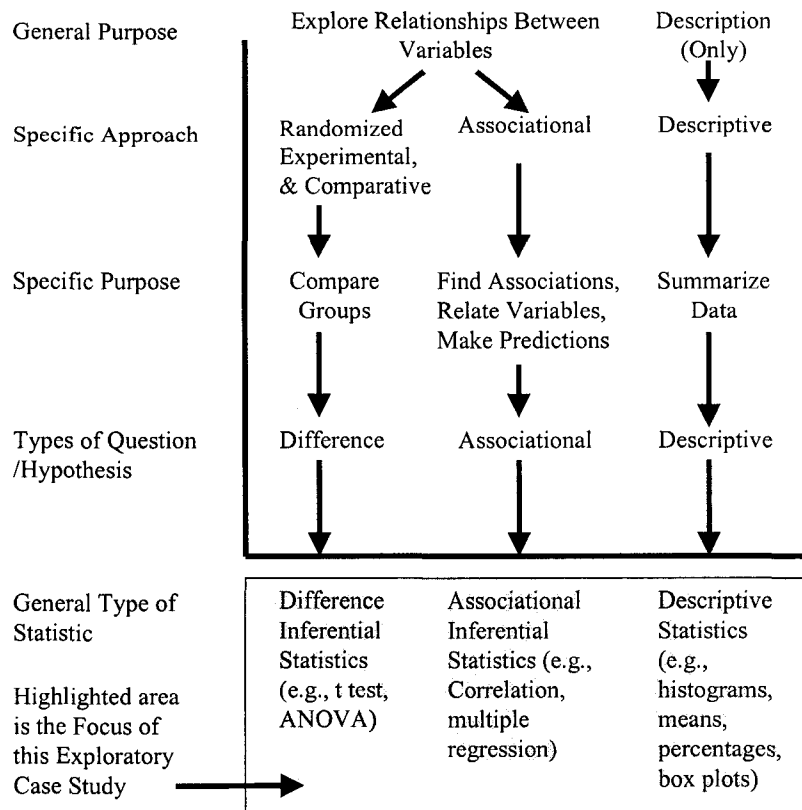 General Purpose
Explore Relationships Between
Variables
Description
(Only)
Specific Approach
Randomized
Experimental,
& Comparative
Associational
Descriptive
Specific Purpose
Compare
Groups
Find Associations,
Relate Variables,
Make Predictions
Summarize
Data
Types of Question
/Hypothesis
Difference
Associational
Descriptive
General Type of
Statistic
Difference
Inferential
Statistics
(e.g., t test,
ANOVA)
Associational
Inferential
Statistics (e.g.,
Correlation,
multiple
regression)
Descriptive
Statistics
(e.g.,
histograms,
means,
percentages,
box plots)
Highlighted area
is the Focus of
this Exploratory
Case Study